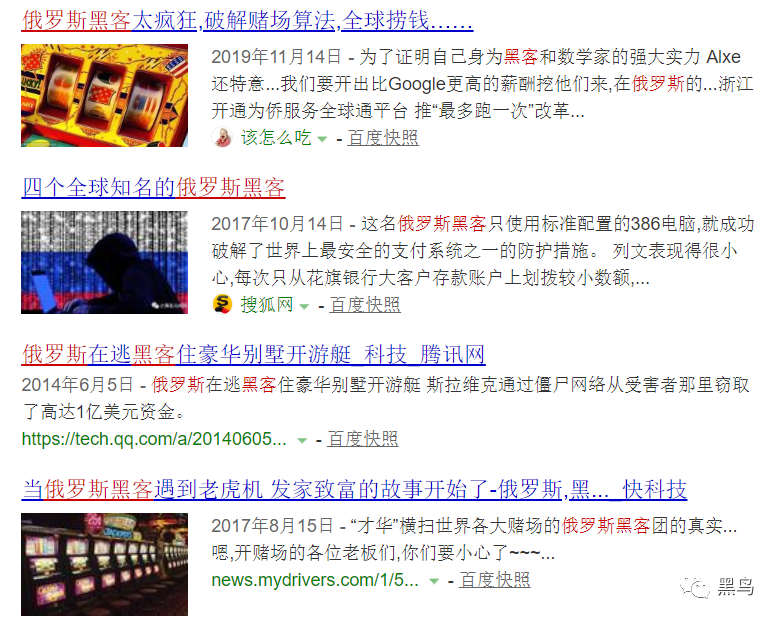 俄罗斯黑客太疯狂,破解赌场算法,全球捞钱……
2019年11月14日 - 为了证明自己身为黑客和数学家的强大实力 Alxe
还特意...我们要开出比Google更高的薪酬挖他们来,在俄罗斯的...浙江
开通为侨服务全球通平台 推“最多跑一次”改革...
该怎么吃 - 百度快照
四个全球知名的俄罗斯黑客
2017年10月14日 - 这名俄罗斯黑客只使用标准配置的386电脑,就成功
破解了世界上最安全的支付系统之一的防护措施。 列文表现得很小
心,每次只从花旗银行大客户存款账户上划拨较小数额,...
搜狐网 - 百度快照
俄罗斯在逃黑客住豪华别墅开游艇_科技_腾讯网
2014年6月5日 - 俄罗斯在逃黑客住豪华别墅开游艇 斯拉维克通过僵尸网络从受害者那里窃取
了高达1亿美元资金。
https://tech.qq.com/a/20140605... - 百度快照
当俄罗斯黑客遇到老虎机 发家致富的故事开始了-俄罗斯,黑..._快科技
2017年8月15日 - “才华”横扫世界各大赌场的俄罗斯黑客团的真实...
嗯,开赌场的各位老板们,你们要小心了~~~...
news.mydrivers.com/1/5... - 百度快照
黑鸟